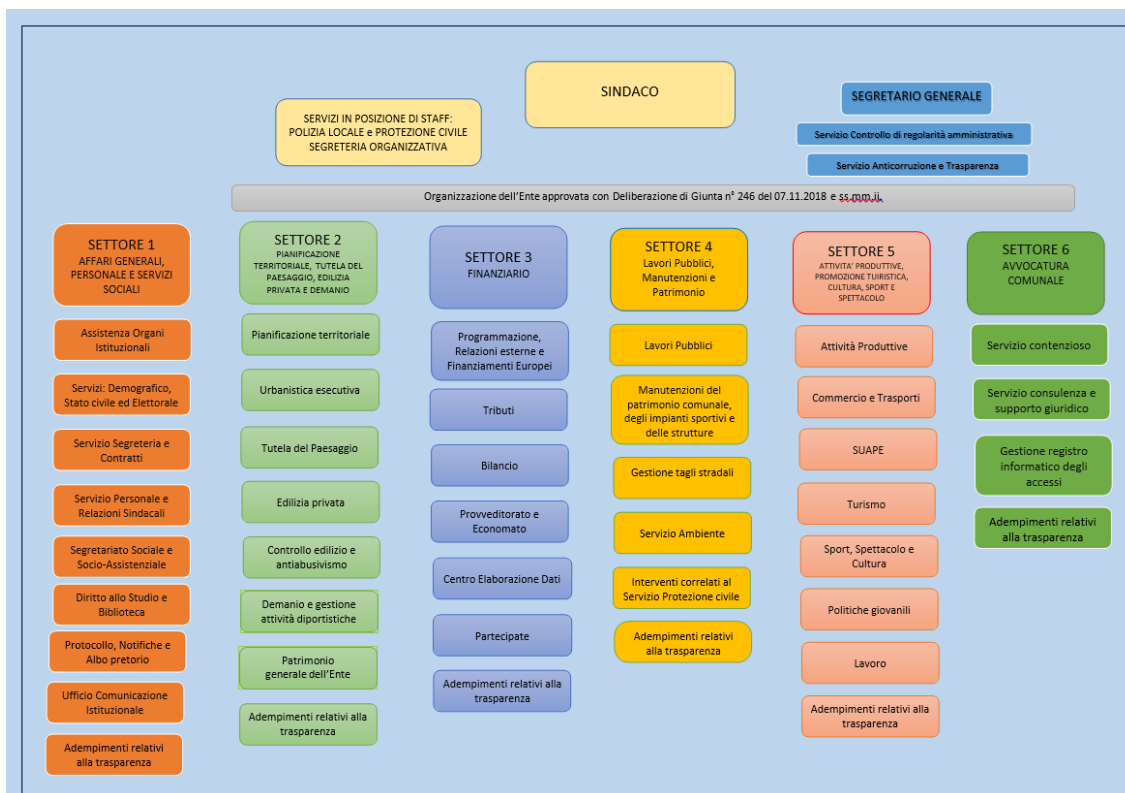 SINDACO
SEGRETARIO GENERALE
SERVIZI IN POSIZIONE DI STAFF:
POLIZIA LOCALE e PROTEZIONE CIVILE
SEGRETERIA ORGANIZZATIVA
Servizio Controllo di regolarità amministrativa
Servizio Anticorruzione e Trasparenza
Organizzazione dell'Ente approvata con Deliberazione di Giunta n° 246 del 07.11.2018 e ss.mm.ii.
SETTORE 1
AFFARI GENERALI,
PERSONALE E SERVIZI
SOCIALI
Assistenza Organi
Istituzionali
Servizi: Demografico,
Stato civile ed Elettorale
Servizio Segreteria e
Contratti
Servizio Personale e
Relazioni Sindacali
Segretariato Sociale e
Socio-Assistenziale
Diritto allo Studio e
Biblioteca
Protocollo, Notifiche e
Albo pretorio
Ufficio Comunicazione
Istituzionale
Adempimenti relativi
alla trasparenza
SETTORE 2
PIANIFICAZIONE
TERRITORIALE, TUTELA DEL
PAESAGGIO, EDILIZIA
PRIVATA E DEMANIO
Pianificazione territoriale
Urbanistica esecutiva
Tutela del Paesaggio
Edilizia privata
Controllo edilizio e
antiabusivismo
Demanio e gestione
attività diportistiche
Patrimonio
generale dell'Ente
Adempimenti relativi alla
trasparenza
SETTORE 3
FINANZIARIO
Programmazione,
Relazioni esterne e
Finanziamenti Europei
Tributi
Bilancio
Provveditorato e
Economato
Centro Elaborazione Dati
Partecipate
Adempimenti relativi alla
trasparenza
SETTORE 4
Lavori Pubblici,
Manutenzioni e
Patrimonio
Lavori Pubblici
Manutenzioni del
patrimonio comunale,
degli impianti sportivi e
delle strutture
Gestione tagli stradali
Servizio Ambiente
Interventi correlati al
Servizio Protezione civile
Adempimenti relativi
alla trasparenza
SETTORE 5
ATTIVITA' PRODUTTIVE,
PROMOZIONE TURISTICA,
CULTURA, SPORT E
SPETTACOLO
Attività Produttive
Commercio e Trasporti
SUAPE
Turismo
Sport, Spettacolo e
Cultura
Politiche giovanili
Lavoro
Adempimenti relativi alla
trasparenza
SETTORE 6
AVVOCATURA
COMUNALE
Servizio contenzioso
Servizio consulenza e
supporto giuridico
Gestione registro
informatico degli
accessi
Adempimenti relativi
alla trasparenza